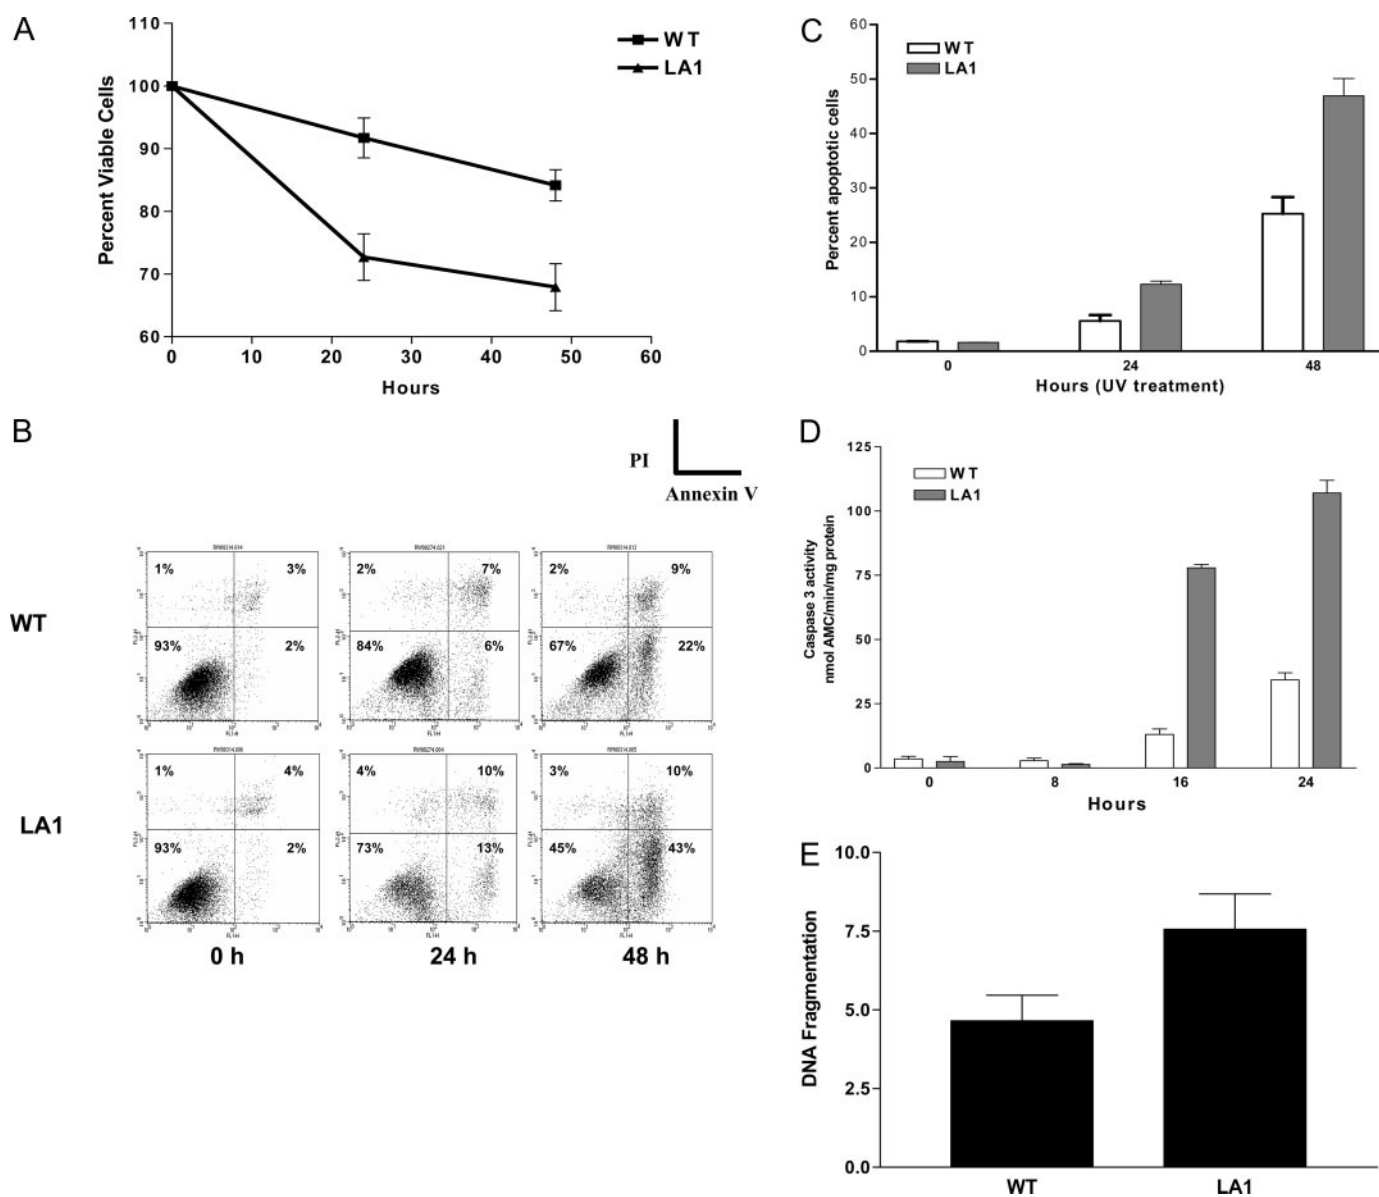 A
110
100
90
80
70
60
0 10 20 30 40 50 60
Percent Viable Cells
Hours
WT
LA1
C
60
50
40
30
20
10
0
0 24 48
Percent apoptotic cells
Hours (UV treatment)
WT
LA1
B
PI
Annexin V
WT
1% 3%
93% 2%
2% 7%
84% 6%
2% 9%
67% 22%
LA1
1% 4%
93% 2%
4% 10%
73% 13%
3% 10%
45% 43%
0 h 24 h 48 h
D
125
100
75
50
25
0
0 8 16 24
Caspase 3 activity
nmol AMC/min/mg protein
Hours
WT
LA1
E
10.0
7.5
5.0
2.5
0.0
DNA Fragmentation
WT LA1